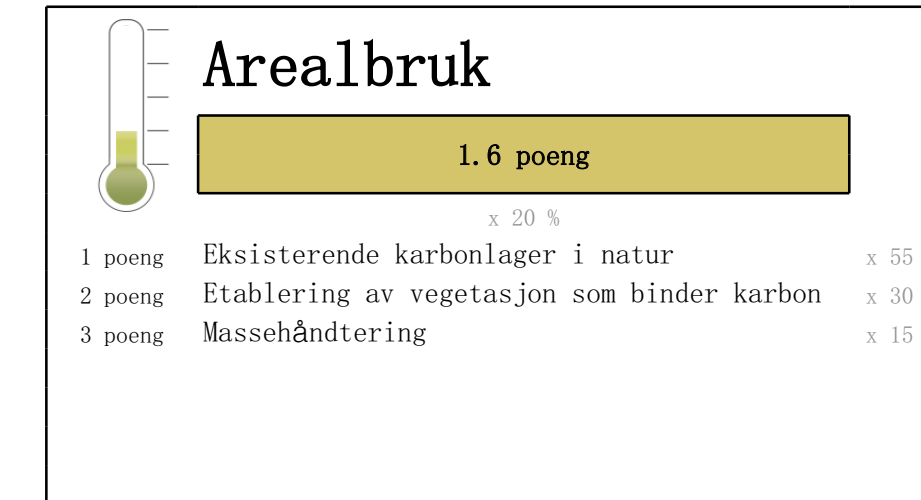 Arealbruk
1.6 poeng
x 20 %
1 poeng Eksisterende karbonlager i natur x 55
2 poeng Etablering av vegetasjon som binder karbon x 30
3 poeng Massehåndtering x 15